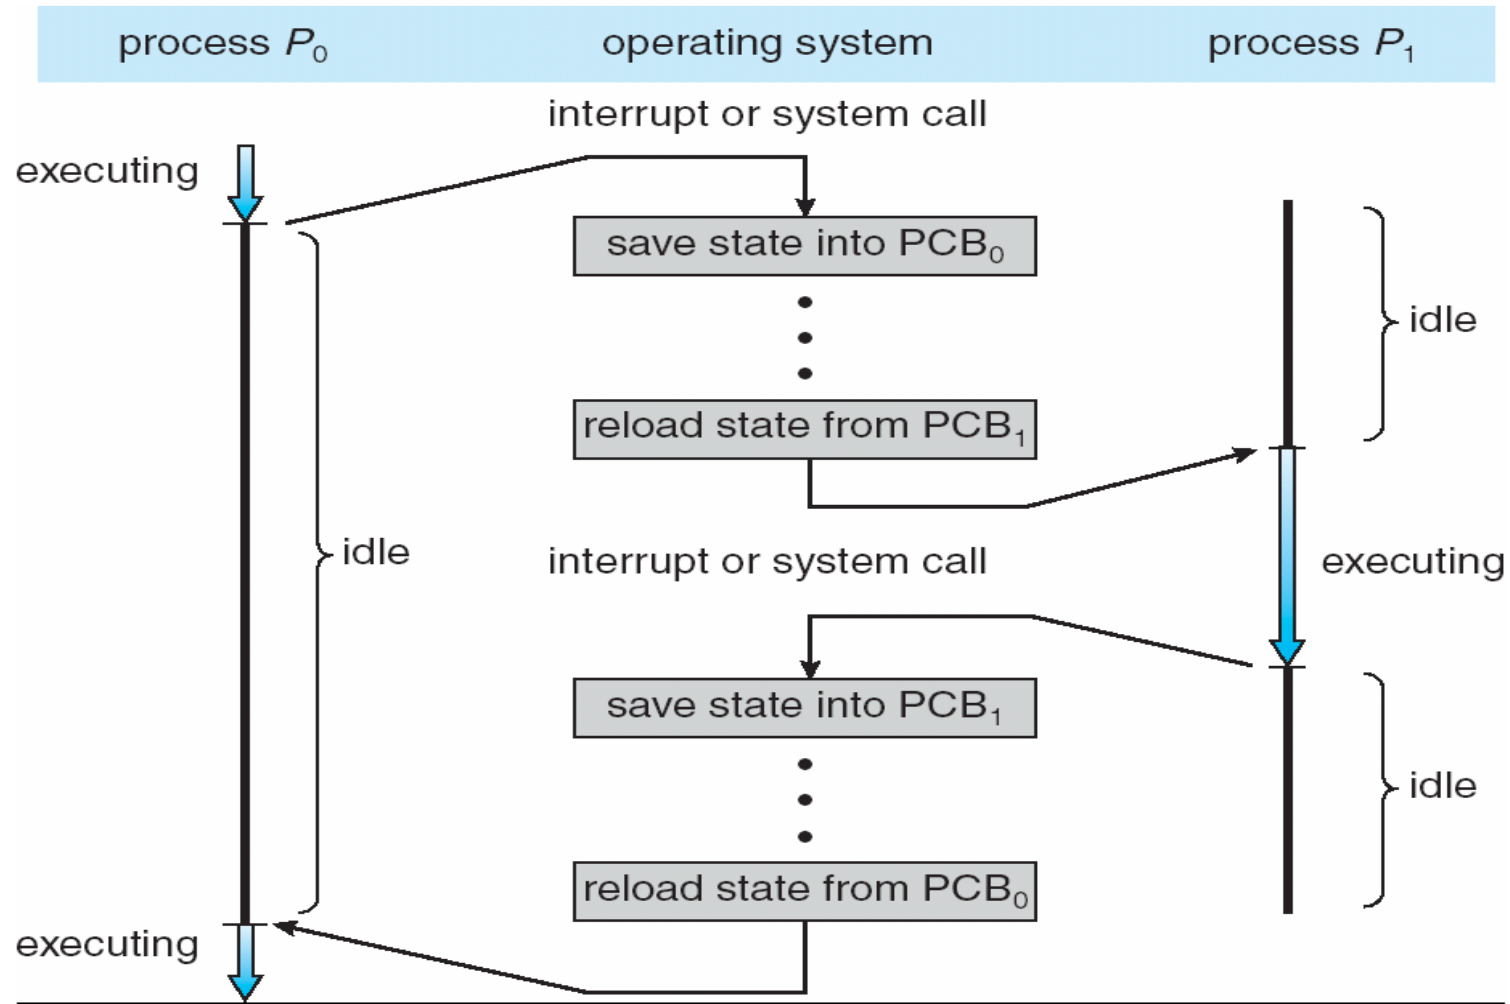 process P0 operating system process P1
interrupt or system call
executing
save state into PCB0
idle
reload state from PCB1
idle
interrupt or system call
executing
save state into PCB1
idle
reload state from PCB0
executing